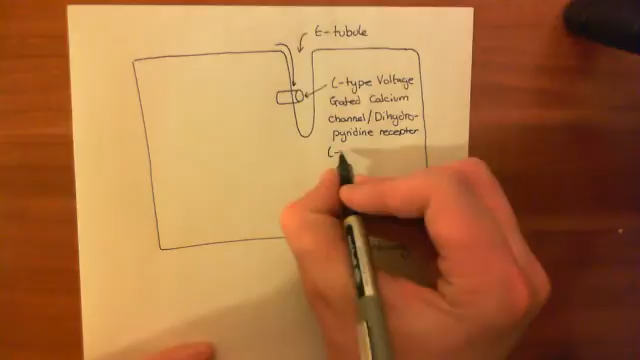 t-tubule
L-type Voltage
Gated Calcium
channel/Dihydro-
pyridine receptor
L-